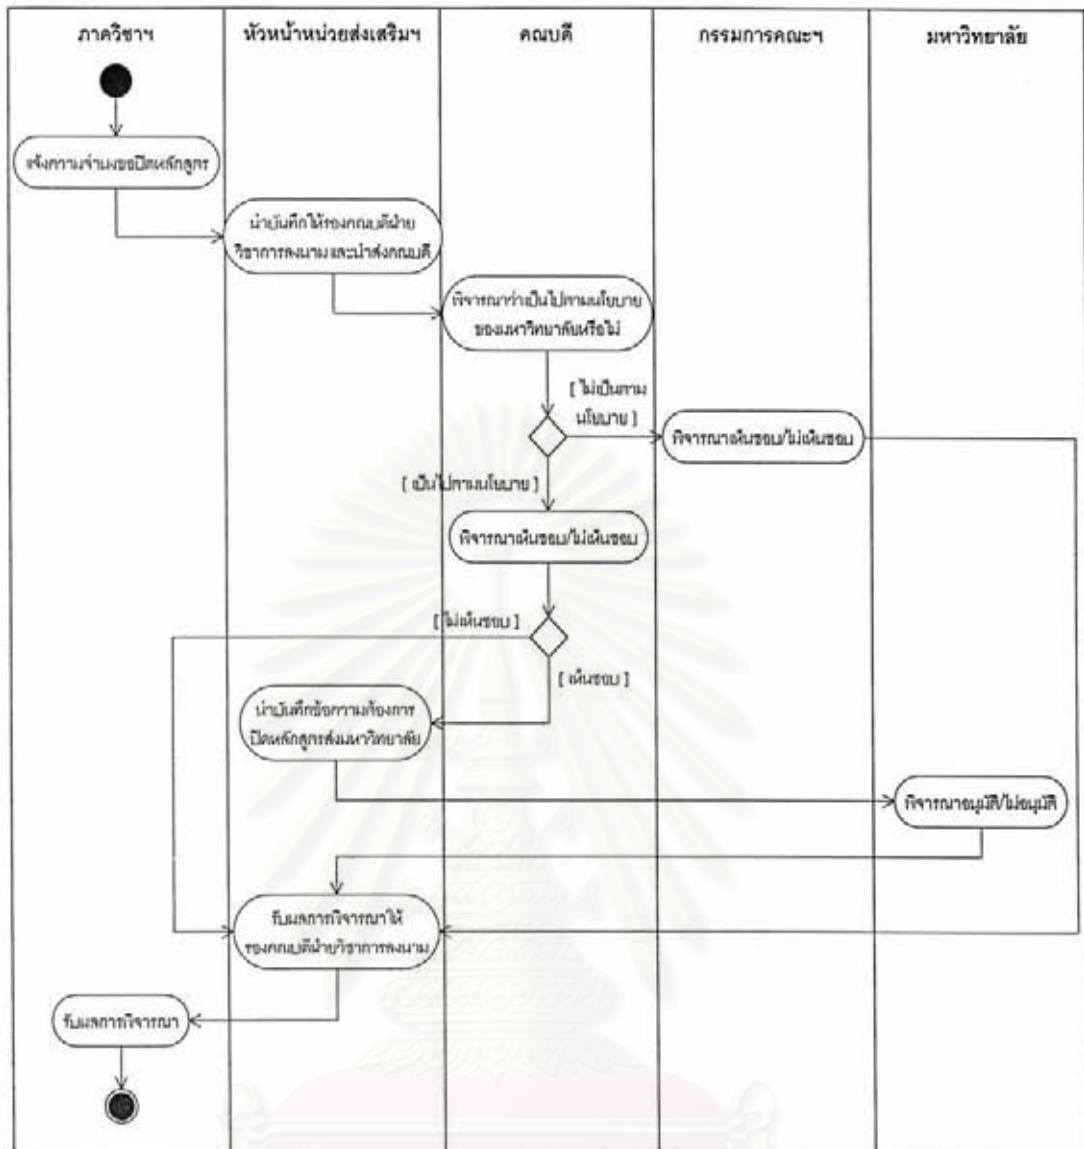 ภาควิชาฯ
หัวหน้าหน่วยส่งเสริมฯ
คณบดี
กรรมการคณะฯ
มหาวิทยาลัย
แจ้งความจำนงขอปิดหลักสูตร
นำบันทึกให้รองคณบดีฝ่าย
วิชาการลงนาม และนำส่งคณบดี
พิจารณาว่าเป็นไปตามนโยบาย
ของมหาวิทยาลัยหรือไม่
[ ไม่เป็นตาม
นโยบาย ]
พิจารณาเห็นชอบ/ไม่เห็นชอบ
[ เป็นไปตามนโยบาย ]
พิจารณาเห็นชอบ/ไม่เห็นชอบ
[ ไม่เห็นชอบ ]
[ เห็นชอบ ]
นำบันทึกข้อความต้องการ
ปิดหลักสูตรส่งมหาวิทยาลัย
พิจารณาอนุมัติ/ไม่อนุมัติ
รับผลการพิจารณาให้
รองคณบดีฝ่ายวิชาการลงนาม
รับผลการพิจารณา